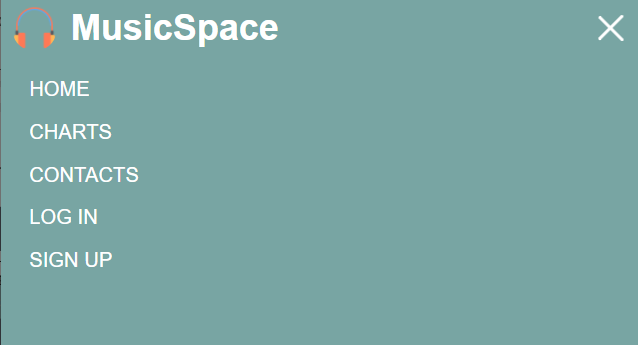 MusicSpace
HOME
CHARTS
CONTACTS
LOG IN
SIGN UP